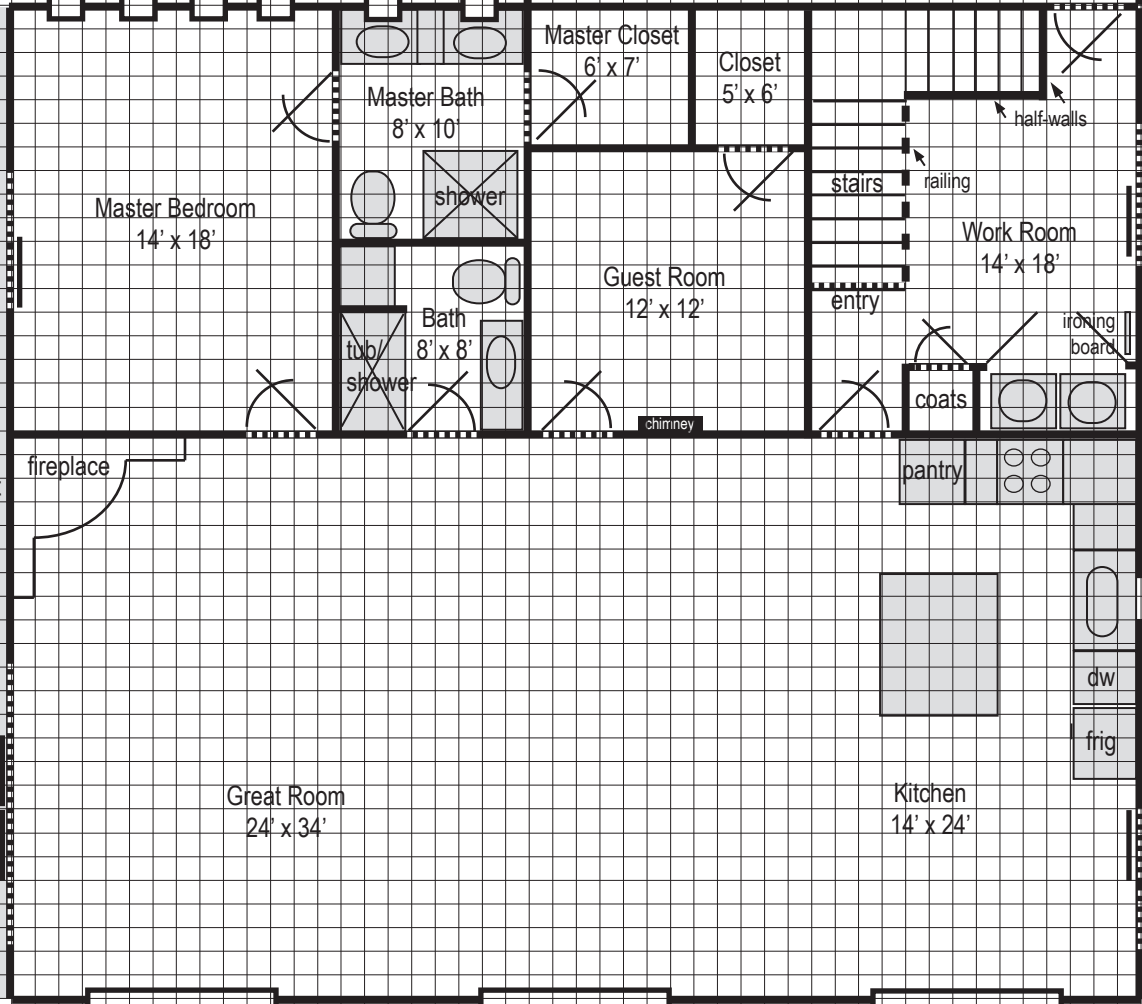 Master Closet
6’ x 7’
Closet
5’ x 6’
Master Bath
8’ x 10’
half-walls
shower
stairs
railing
Master Bedroom
14’ x 18’
Work Room
14’ x 18’
Guest Room
12’ x 12’
entry
Bath
8’ x 8’
ironing
board
tub/
shower
coats
chimney
fireplace
pantry
dw
frig
Great Room
24’ x 34’
Kitchen
14’ x 24’